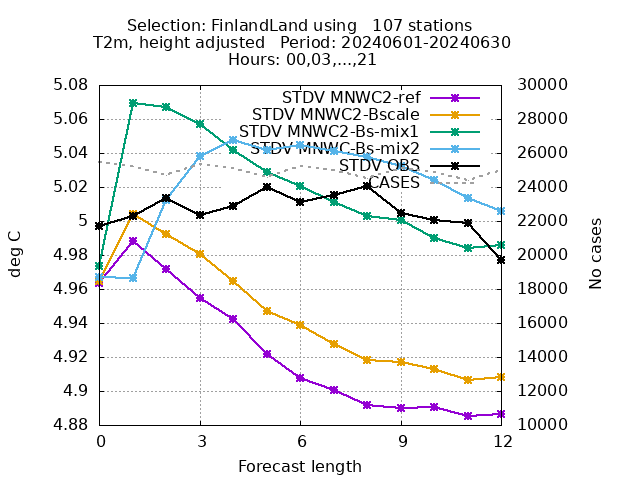 Selection: FinlandLand using   107 stations
T2m, height adjusted   Period: 20240601-20240630
Hours: 00,03,...,21
STDV MNWC2-ref
STDV MNWC2-Bscale
STDV MNWC2-Bs-mix1
STDV MNWC-Bs-mix2
STDV OBS
CASES
5.08
5.06
5.04
5.02
5
4.98
4.96
4.94
4.92
4.9
4.88
deg C
30000
28000
26000
24000
22000
20000
18000
16000
14000
12000
10000
No cases
0 3 6 9 12
Forecast length